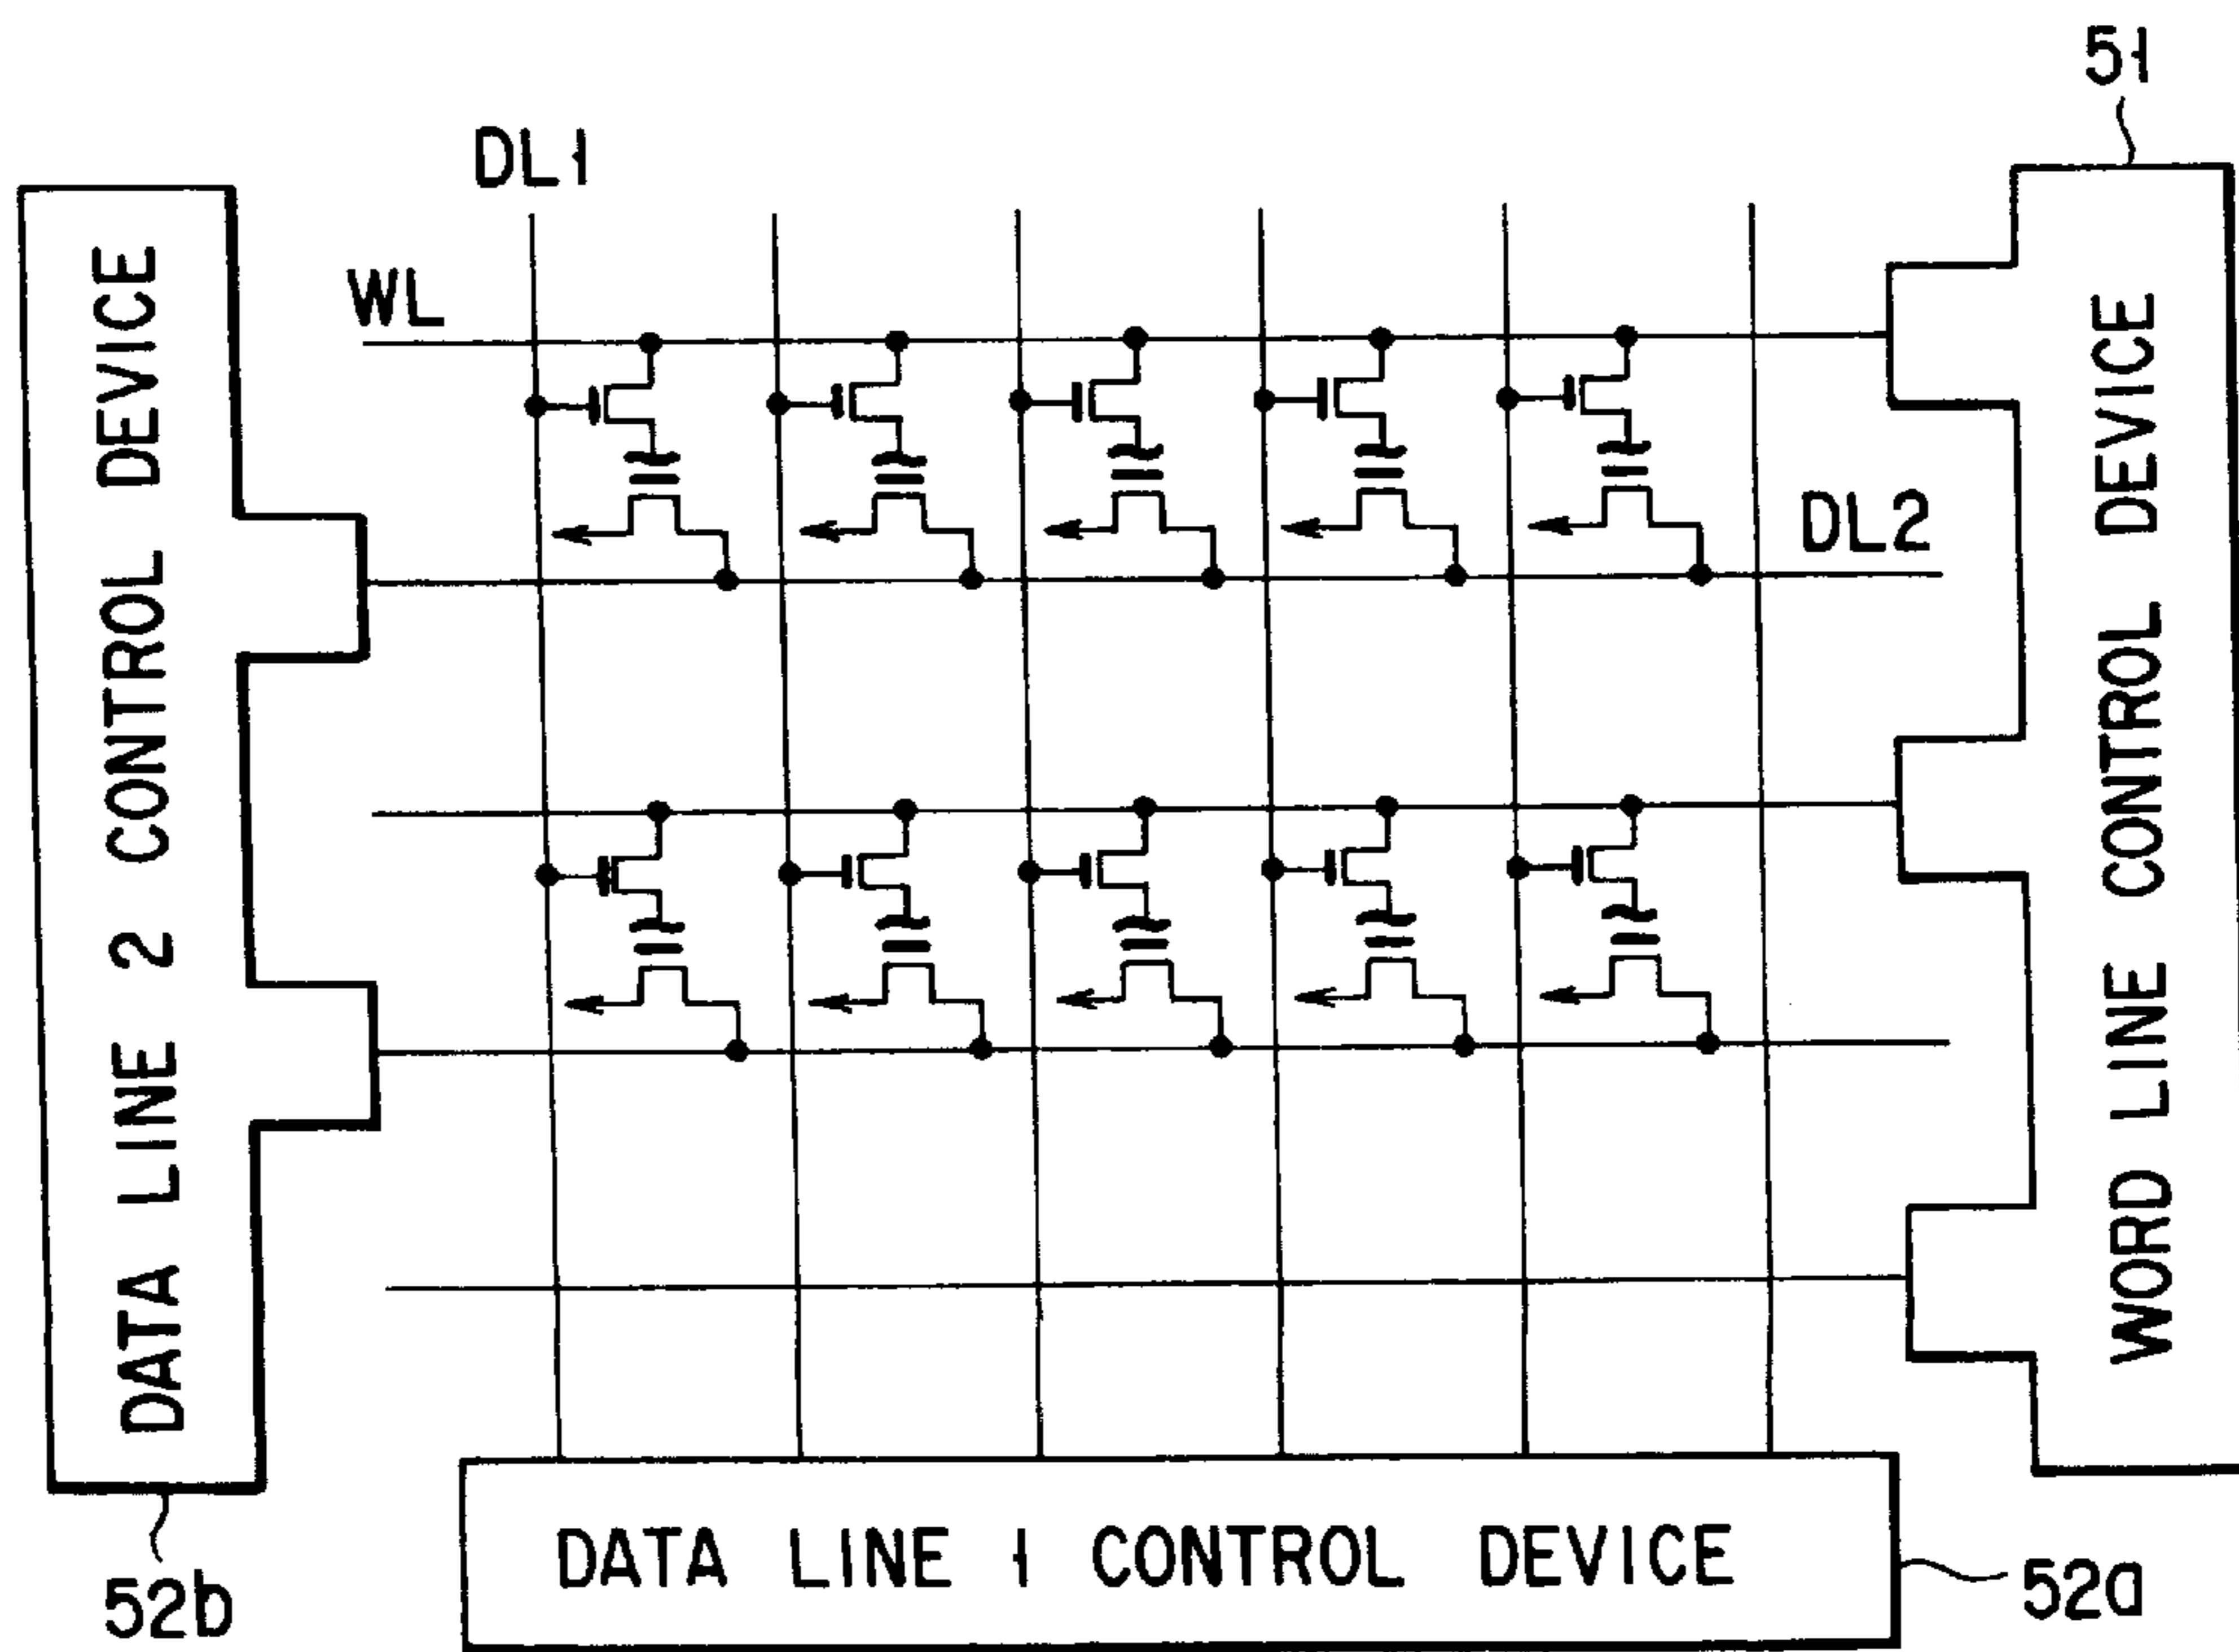 51
DL1
WL
DL2
DATA LINE 2 CONTROL DEVICE
WORD LINE CONTROL DEVICE
DATA LINE 1 CONTROL DEVICE
52b
52a